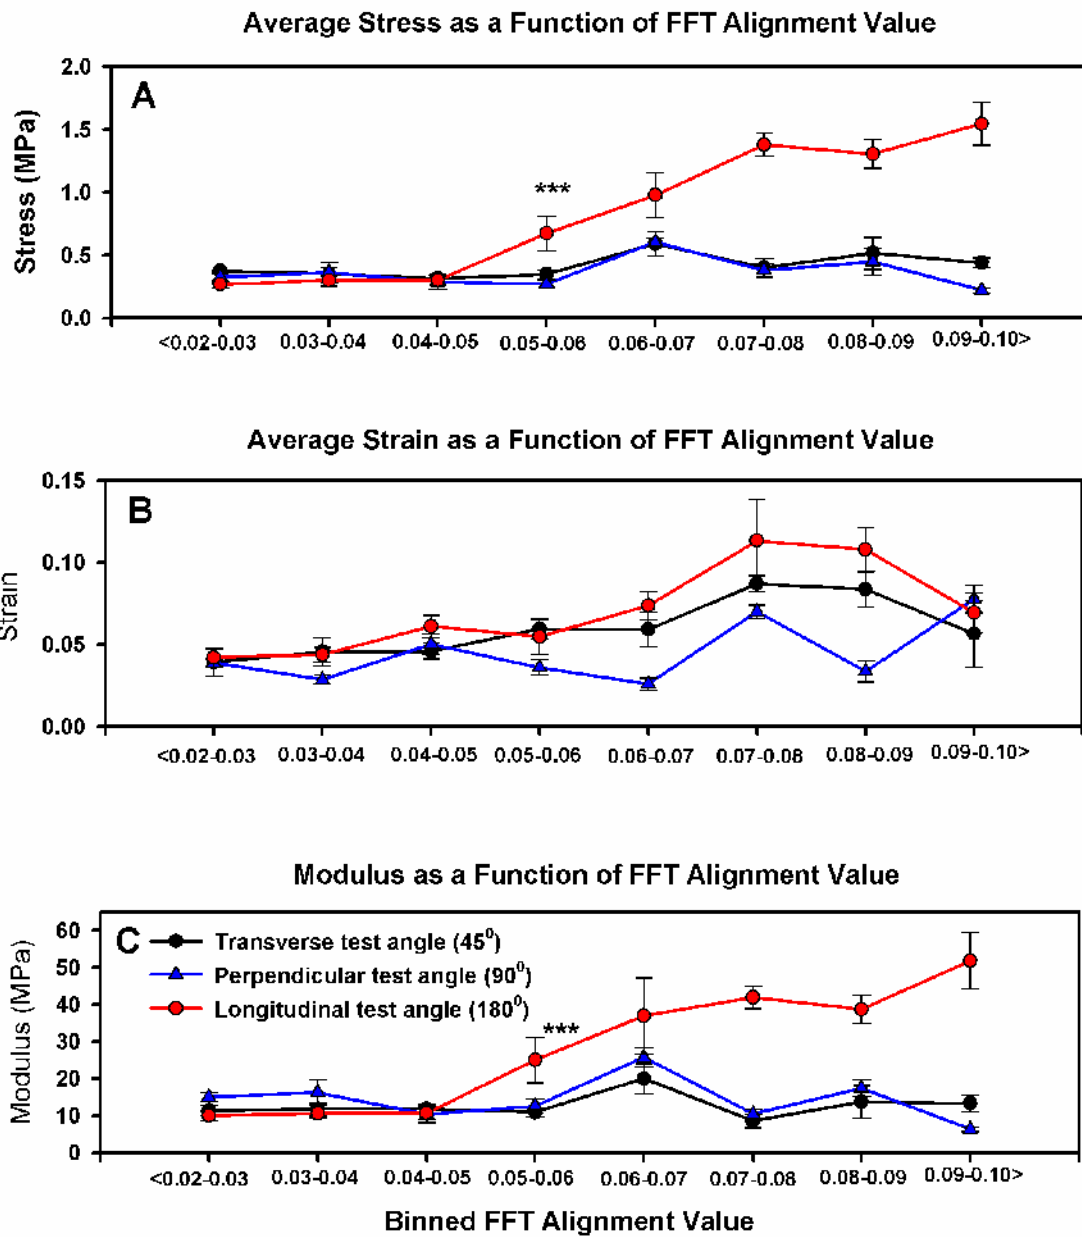 Average Stress as a Function of FFT Alignment Value
A
Stress (MPa)
2.0
1.5
1.0
0.5
0.0
***
<0.02-0.03 0.03-0.04 0.04-0.05 0.05-0.06 0.06-0.07 0.07-0.08 0.08-0.09 0.09-0.10>
Average Strain as a Function of FFT Alignment Value
B
Strain
0.15
0.10
0.05
0.00
<0.02-0.03 0.03-0.04 0.04-0.05 0.05-0.06 0.06-0.07 0.07-0.08 0.08-0.09 0.09-0.10>
Modulus as a Function of FFT Alignment Value
C
Modulus (MPa)
60
50
40
30
20
10
0
Transverse test angle (45⁰)
Perpendicular test angle (90⁰)
Longitudinal test angle (180⁰)
***
<0.02-0.03 0.03-0.04 0.04-0.05 0.05-0.06 0.06-0.07 0.07-0.08 0.08-0.09 0.09-0.10>
Binned FFT Alignment Value